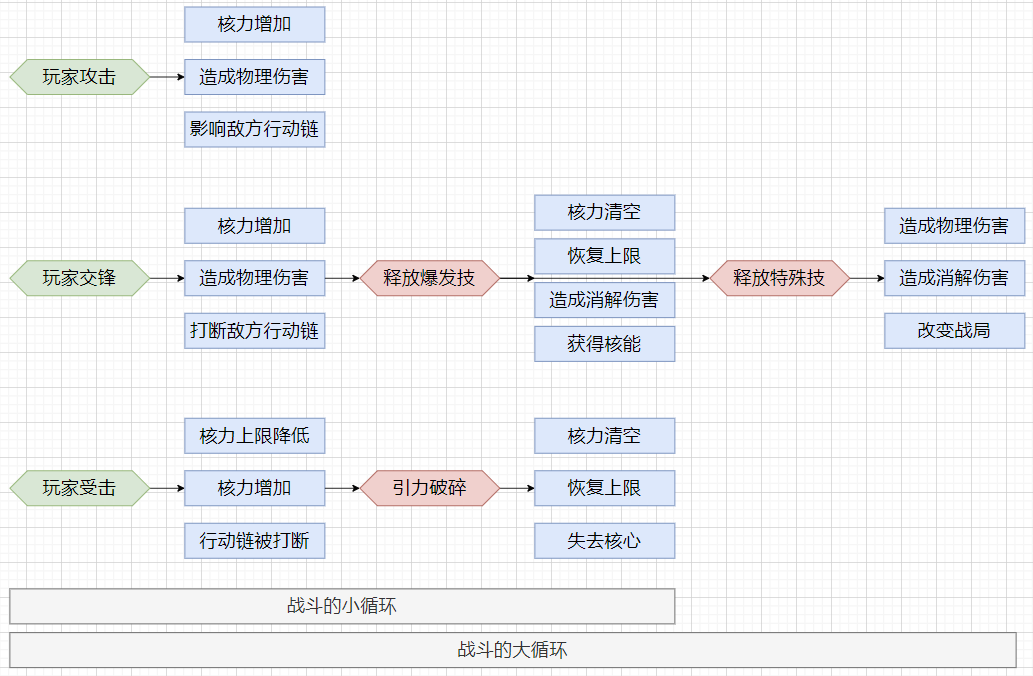 核力增加
玩家攻击
造成物理伤害
影响敌方行动链
核力增加
玩家交锋
造成物理伤害
打断敌方行动链
释放爆发技
核力清空
恢复上限
造成消解伤害
获得核能
释放特殊技
造成物理伤害
造成消解伤害
改变战局
核力上限降低
玩家受击
核力增加
行动链被打断
引力破碎
核力清空
恢复上限
失去核心
战斗的小循环
战斗的大循环